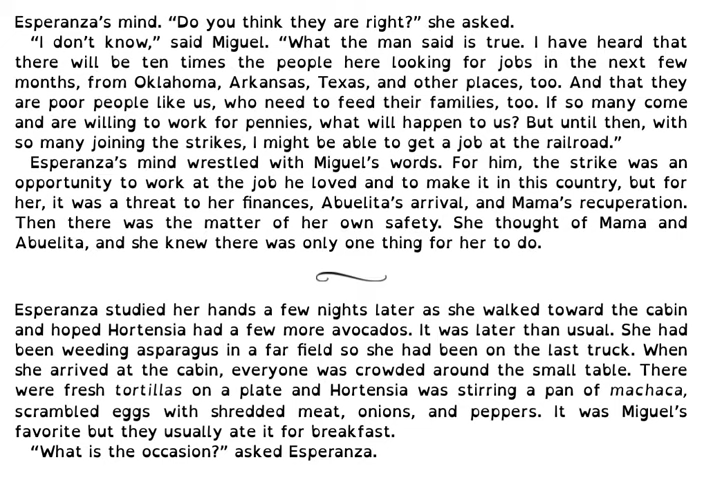 Esperanza’s mind. “Do you think they are right?” she asked.
“I don’t know,” said Miguel. “What the man said is true. I have heard that
there will be ten times the people here looking for jobs in the next few
months, from Oklahoma, Arkansas, Texas, and other places, too. And that they
are poor people like us, who need to feed their families, too. If so many come
and are willing to work for pennies, what will happen to us? But until then, with
so many joining the strikes, I might be able to get a job at the railroad.”
Esperanza’s mind wrestled with Miguel’s words. For him, the strike was an
opportunity to work at the job he loved and to make it in this country, but for
her, it was a threat to her finances, Abuelita’s arrival, and Mama’s recuperation.
Then there was the matter of her own safety. She thought of Mama and
Abuelita, and she knew there was only one thing for her to do.
Esperanza studied her hands a few nights later as she walked toward the cabin
and hoped Hortensia had a few more avocados. It was later than usual. She had
been weeding asparagus in a far field so she had been on the last truck. When
she arrived at the cabin, everyone was crowded around the small table. There
were fresh tortillas on a plate and Hortensia was stirring a pan of machaca,
scrambled eggs with shredded meat, onions, and peppers. It was Miguel’s
favorite but they usually ate it for breakfast.
“What is the occasion?” asked Esperanza.